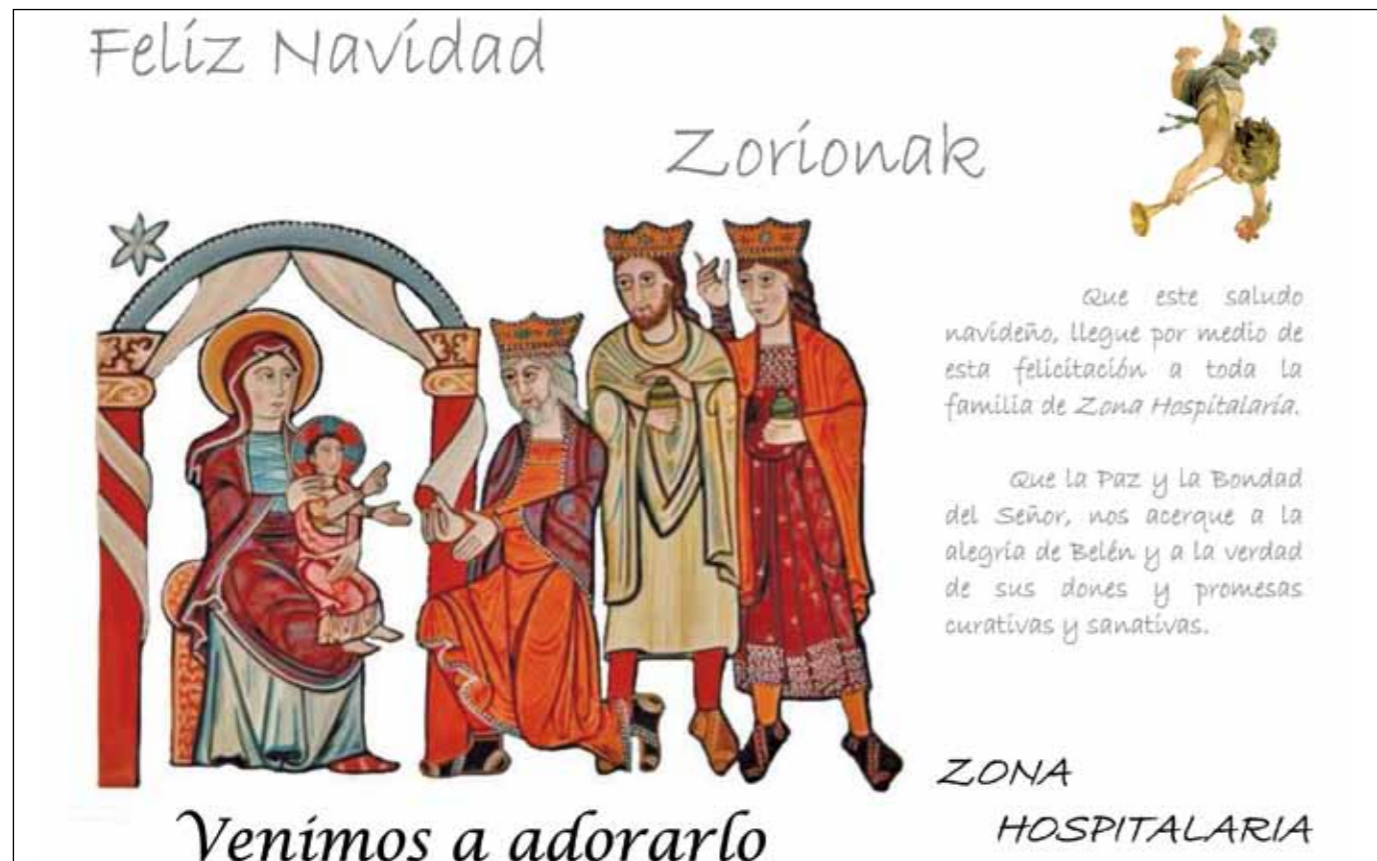 Feliz Navidad
Zorionak
Que este saludo
navideño, llegue por medio de
esta felicitación a toda la
familia de Zona Hospitalaria.
Que la Paz y la Bondad
del Señor, nos acerque a la
alegría de Belén y a la verdad
de sus dones y promesas
curativas y sanativas.
ZONA
HOSPITALARIA
Venimos a adorarlo